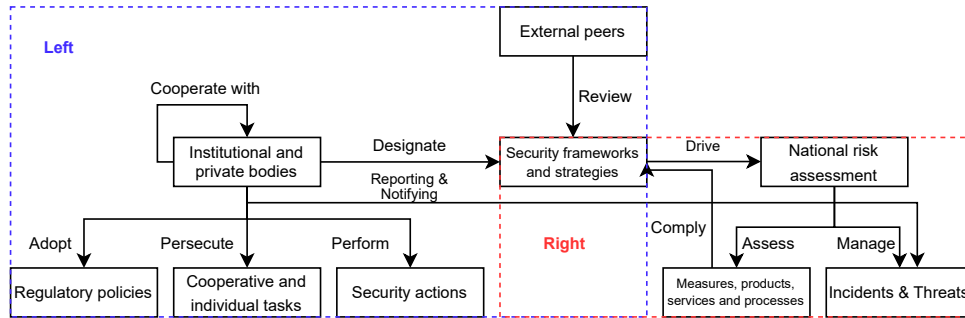 External peers
Left
Cooperate with
Review
Institutional and
private bodies
Designate
Security frameworks
and strategies
Drive
National risk
assessment
Reporting &
Notifying
Adopt
Persecute
Perform
Right
Comply
Assess
Manage
Regulatory policies
Cooperative and
individual tasks
Security actions
Measures, products,
services and processes
Incidents & Threats